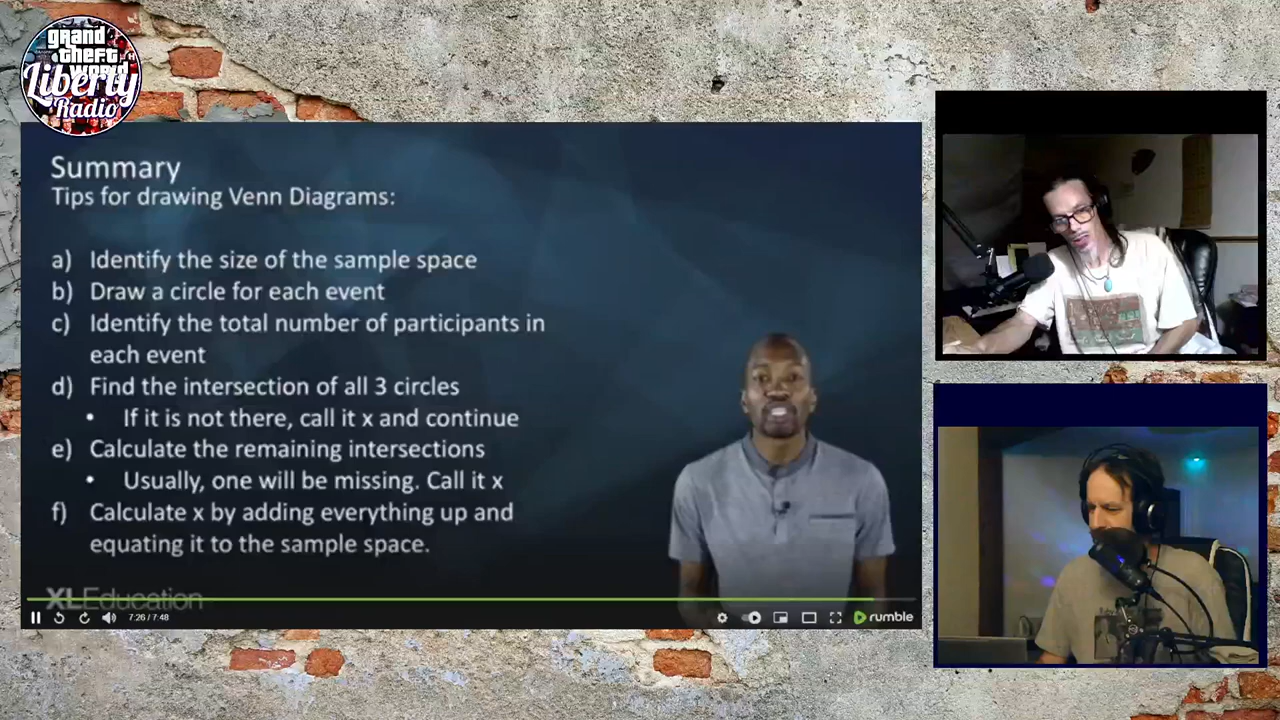 grand
theft
world
Liberty
Radio
Summary
Tips for drawing Venn Diagrams:
a) Identify the size of the sample space
b) Draw a circle for each event
c) Identify the total number of participants in
each event
d) Find the intersection of all 3 circles
• If it is not there, call it x and continue
e) Calculate the remaining intersections
• Usually, one will be missing. Call it x
f) Calculate x by adding everything up and
equating it to the sample space.
XLEducation
7:26 / 7:48
rumble